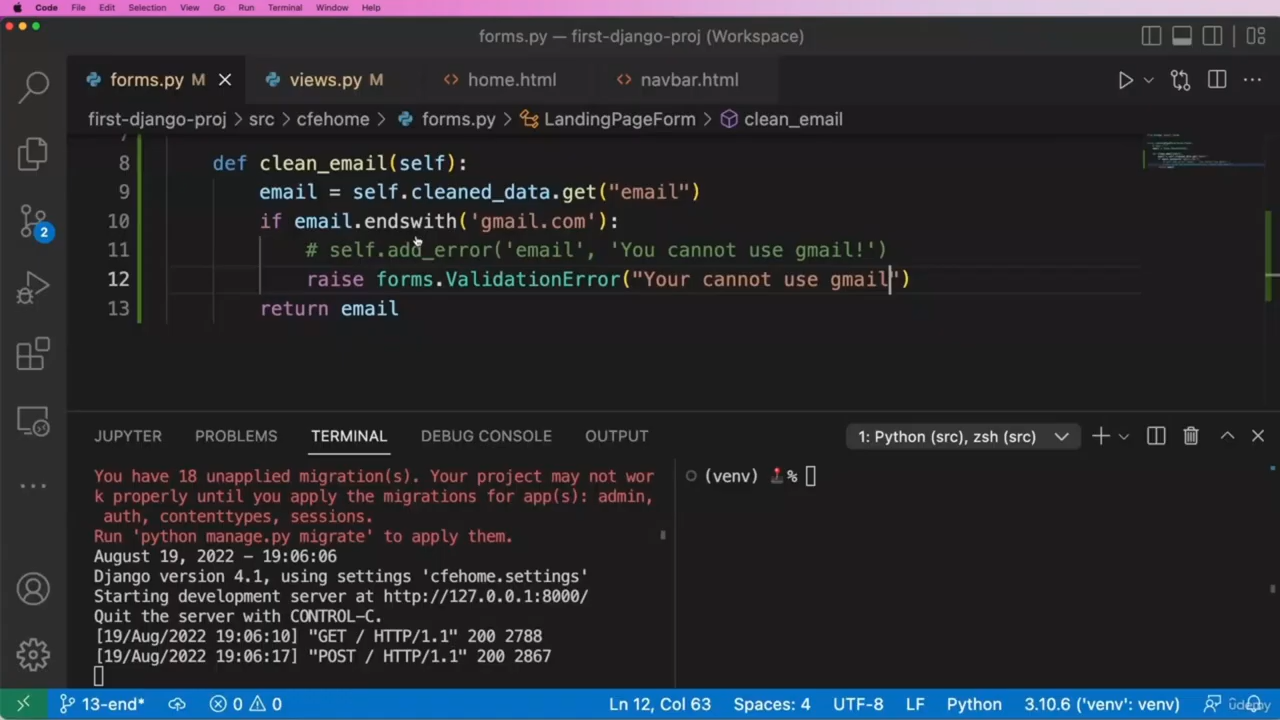 Code File Edit Selection View Go Run Terminal Window Help
forms.py — first-django-proj (Workspace)
forms.py M views.py M home.html navbar.html
first-django-proj > src > cfehome > forms.py > LandingPageForm > clean_email
7
8 def clean_email(self):
9 email = self.cleaned_data.get("email")
10 if email.endswith('gmail.com'):
11 # self.add_error('email', 'You cannot use gmail!')
12 raise forms.ValidationError("Your cannot use gmail")
13 return email
2
JUPYTER PROBLEMS TERMINAL DEBUG CONSOLE OUTPUT 1: Python (src), zsh (src)
You have 18 unapplied migration(s). Your project may not wor
k properly until you apply the migrations for app(s): admin,
auth, contenttypes, sessions.
Run 'python manage.py migrate' to apply them.
August 19, 2022 – 19:06:06
Django version 4.1, using settings 'cfehome.settings'
Starting development server at http://127.0.0.1:8000/
Quit the server with CONTROL-C.
[19/Aug/2022 19:06:10] "GET / HTTP/1.1" 200 2788
[19/Aug/2022 19:06:17] "POST / HTTP/1.1" 200 2867
(venv) %
13-end* 0 0 Ln 12, Col 63 Spaces: 4 UTF-8 LF Python 3.10.6 ('venv': venv)
udemy